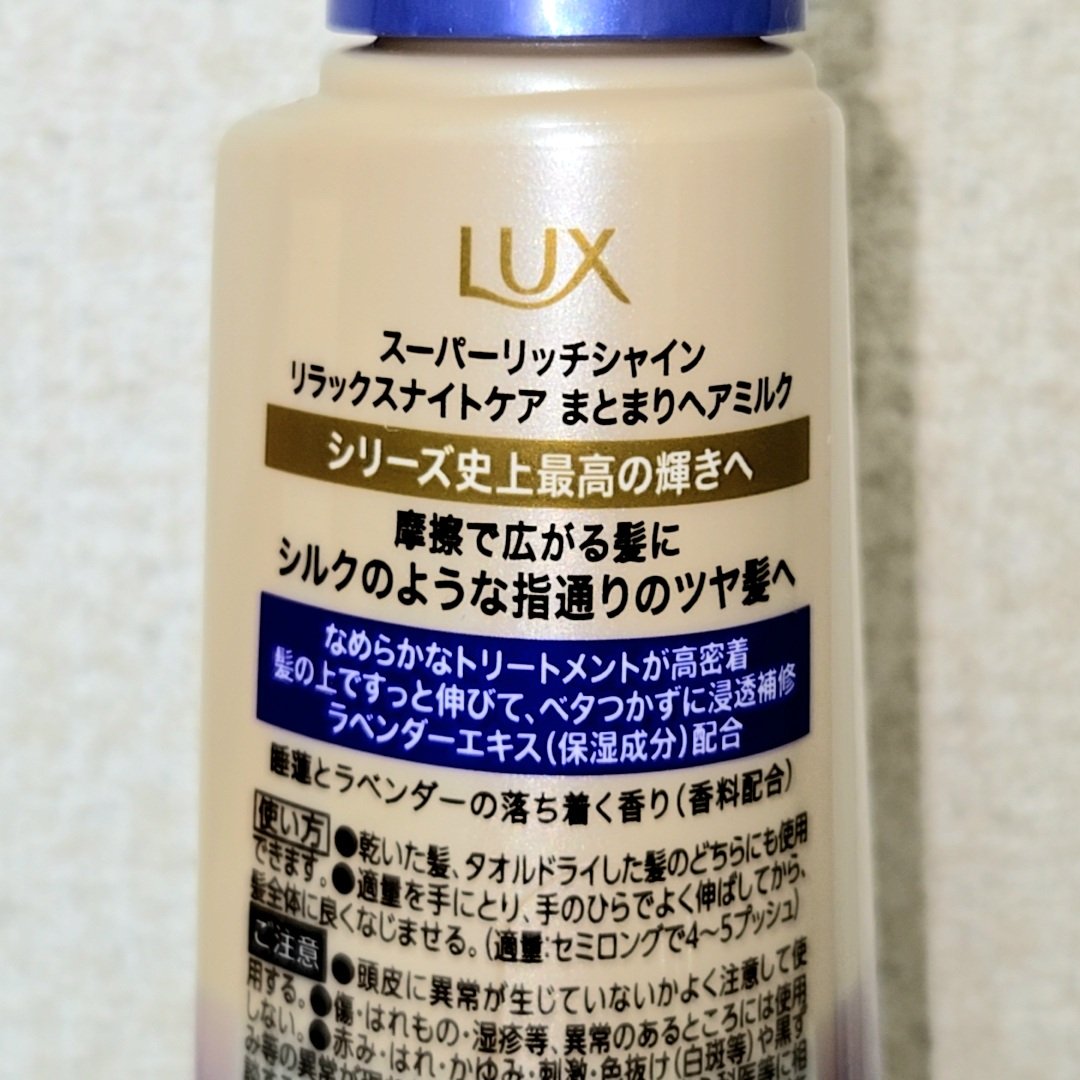 LUX
スーパーリッチシャイン
リラックスナイトケア まとまりヘアミルク
シリーズ史上最高の輝きへ
摩擦で広がる髪に
シルクのような指通りのツヤ髪へ
なめらかなトリートメントが高密着
髪の上ですっと伸びて、ベタつかずに浸透補修
ラベンダーエキス(保湿成分)配合
睡蓮とラベンダーの落ち着く香り(香料配合)
使い方 ●乾いた髪、タオルドライした髪のどちらにも使用
できます。●適量を手にとり、手のひらでよく伸ばしてから、
髪全体に良くなじませる。(適量:セミロングで4〜5プッシュ)
ご注意 ●頭皮に異常が生じていないかよく注意して使
用する。●傷・はれもの・湿疹等、異常のあるところには使用
しない。●赤み・はれ・かゆみ・刺激・色抜け(白斑等)や黒ず
み等の異常が